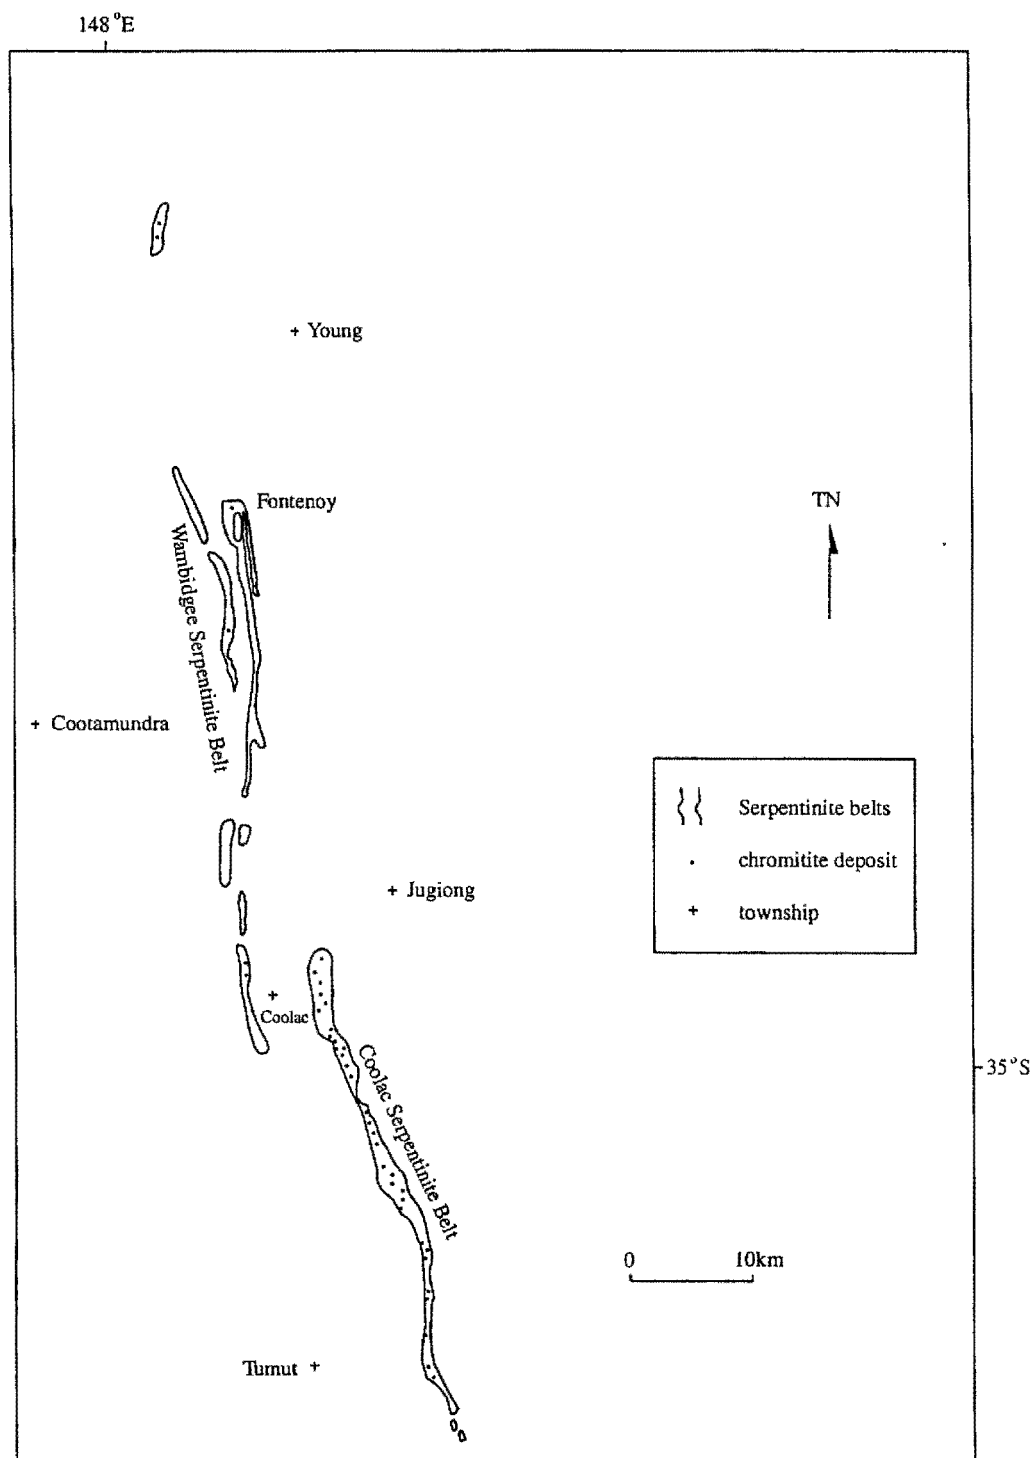 148°E
+ Young
Fontenoy
TN
Wambidgee Serpentinite Belt
+ Cootamundra
Serpentinite belts
. chromitite deposit
+ township
+ Jugiong
+
Coolac
35°S
Coolac Serpentinite Belt
0 10km
Tumut +